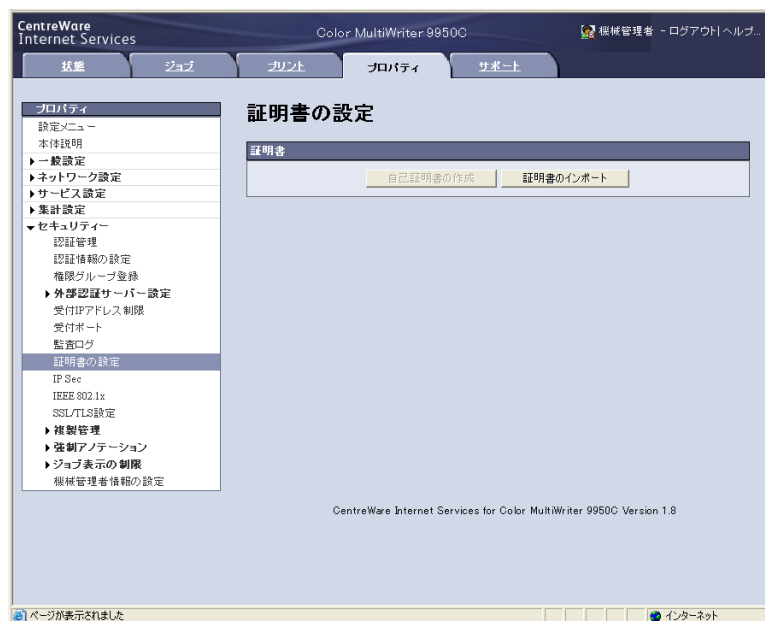 CentreWare
Internet Services
Color MultiWriter 9950C
機械管理者 - ログアウト| ヘルプ...
状態
ジョブ
プリント
プロパティ
サポート
プロパティ
設定メニュー
本体説明
一般設定
ネットワーク設定
サービス設定
集計設定
セキュリティー
認証管理
認証情報の設定
権限グループ登録
外部認証サーバー設定
受付IPアドレス制限
受付ポート
監査ログ
証明書の設定
IP Sec
IEEE 802.1x
SSL/TLS設定
複製管理
強制アノテーション
ジョブ表示の制限
機械管理者情報の設定
証明書の設定
証明書
自己証明書の作成
証明書のインポート
CentreWare Internet Services for Color MultiWriter 9950C Version 1.8
ページが表示されました
インターネット